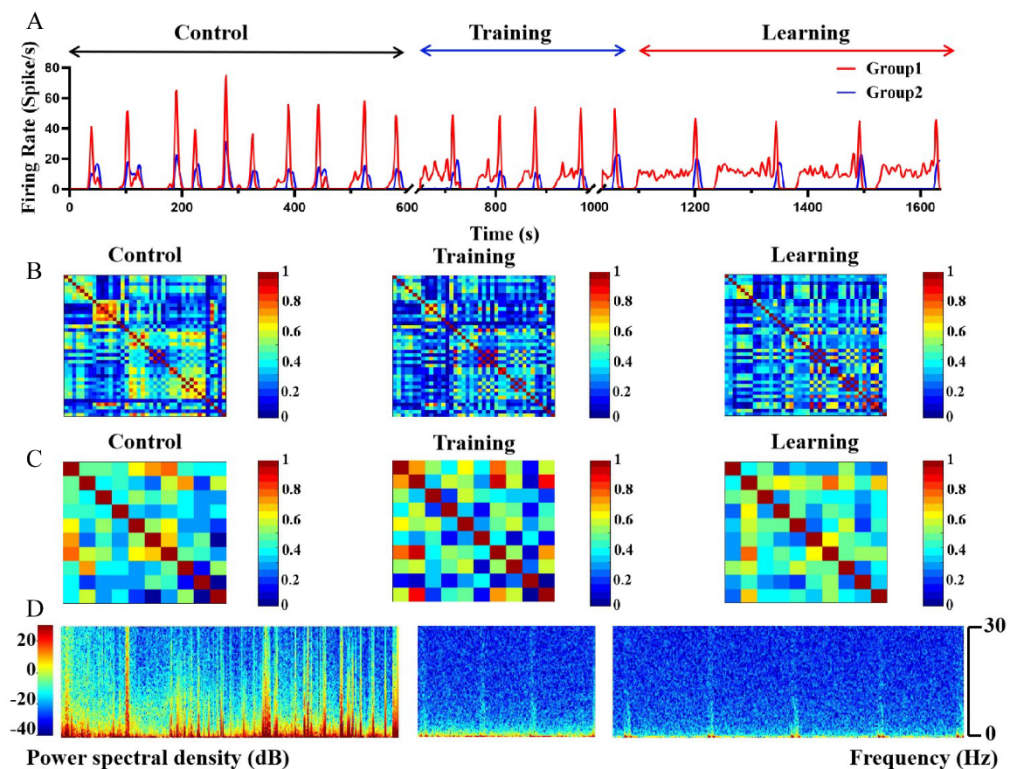 A
Control Training Learning
Firing Rate (Spike/s)
80
60
40
20
0
Group1
Group2
0 200 400 600 800 1000 1200 1400 1600
Time (s)
B
Control Training Learning
1 1 1
0.8 0.8 0.8
0.6 0.6 0.6
0.4 0.4 0.4
0.2 0.2 0.2
0 0 0
C
Control Training Learning
1 1 1
0.8 0.8 0.8
0.6 0.6 0.6
0.4 0.4 0.4
0.2 0.2 0.2
0 0 0
D
20
0
-20
-40
30
0
Power spectral density (dB) Frequency (Hz)